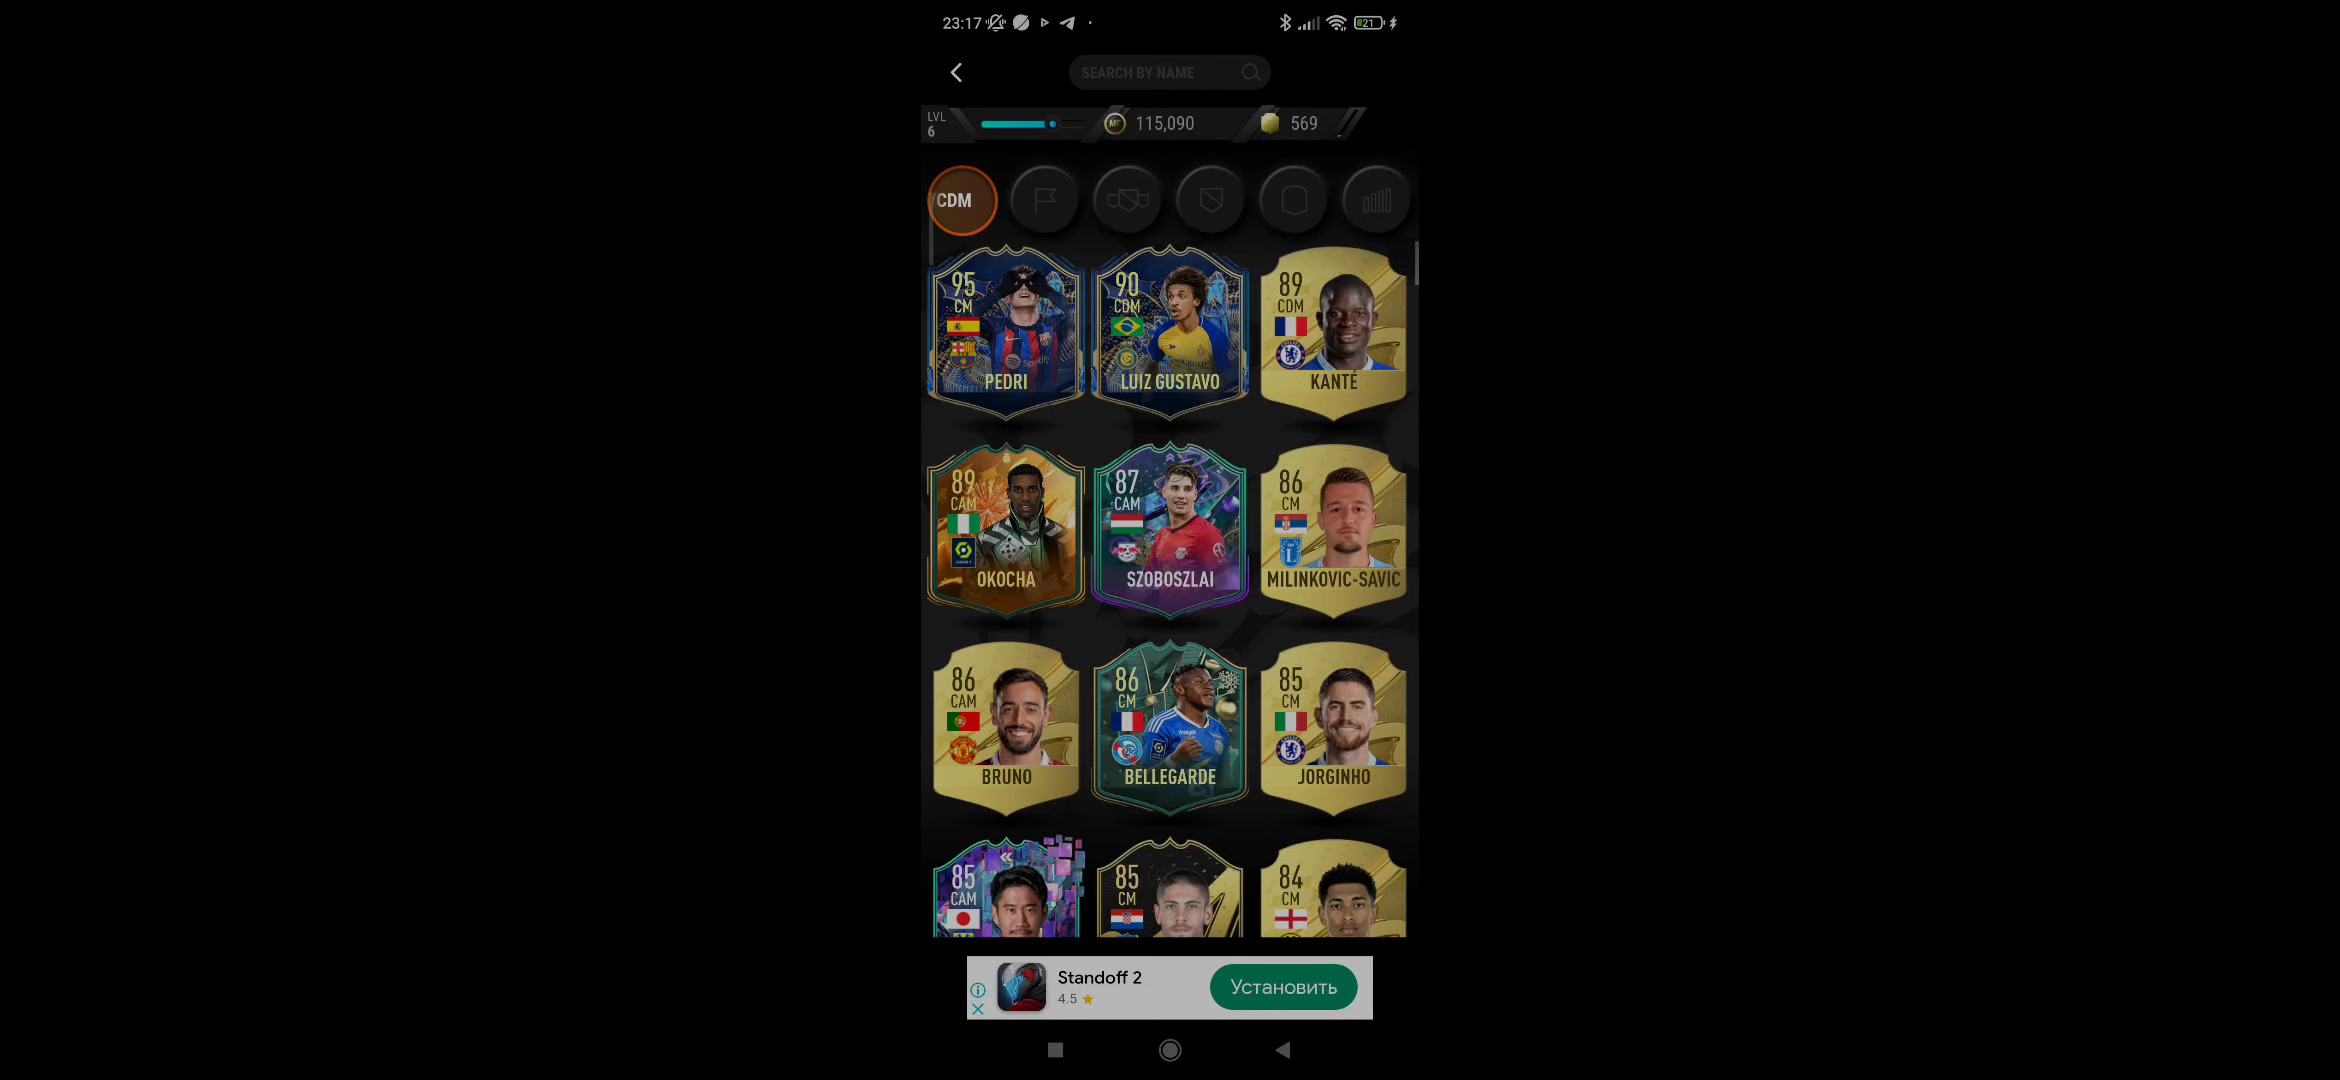 23:17
21
SEARCH BY NAME
LVL
6
115,090
569
/CDM
95
CM
PEDRI
90
CDM
LUIZ GUSTAVO
89
CDM
KANTÉ
89
CAM
OKOCHA
87
CAM
SZOBOSZLAI
86
CM
MILINKOVIC-SAVIC
86
CAM
BRUNO
86
CM
BELLEGARDE
85
CM
JORGINHO
85
CAM
85
CM
84
CM
Standoff 2
4.5
Установить